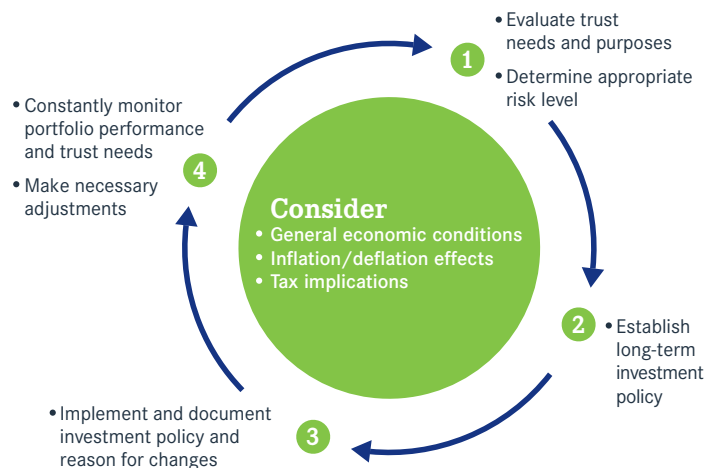 1
• Evaluate trust
needs and purposes
• Determine appropriate
risk level
2
• Establish
long-term
investment
policy
3
• Implement and document
investment policy and
reason for changes
4
• Constantly monitor
portfolio performance
and trust needs
• Make necessary
adjustments
Consider
• General economic conditions
• Inflation/deflation effects
• Tax implications